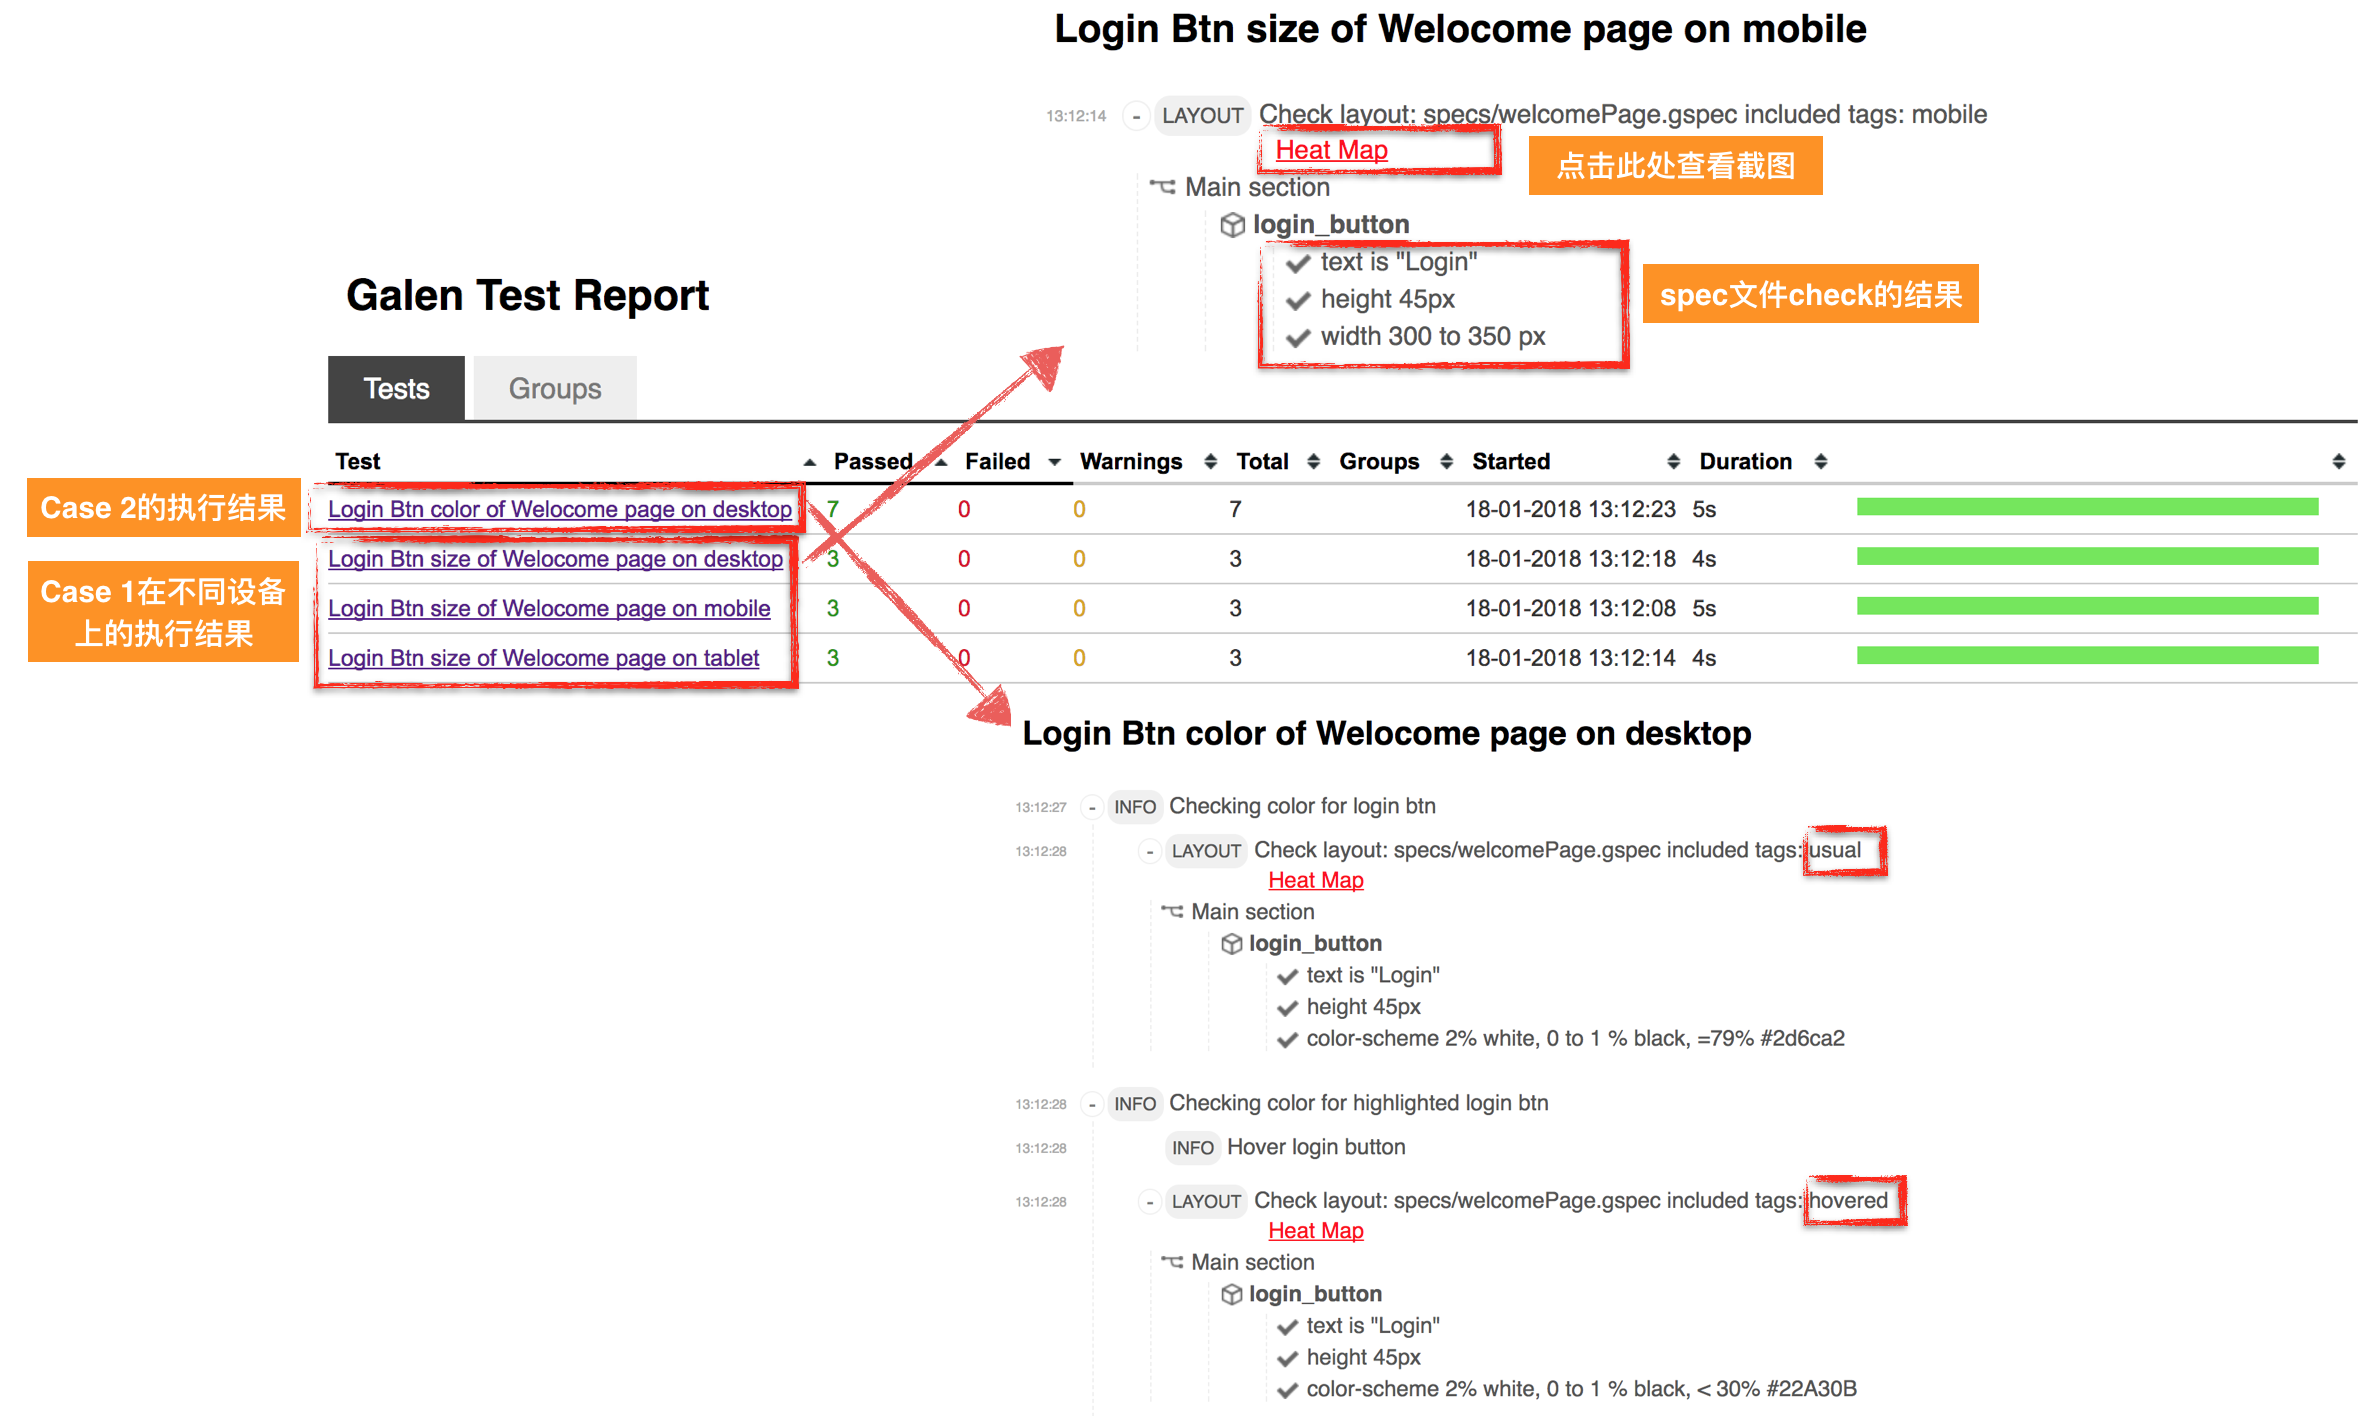 Login Btn size of Welocome page on mobile
13:12:14 - LAYOUT Check layout: specs/welcomePage.gspec included tags: mobile
Heat Map
点击此处查看截图
Main section
login_button
text is "Login"
height 45px
width 300 to 350 px
spec文件check的结果
Galen Test Report
Tests Groups
Test Passed Failed Warnings Total Groups Started Duration
Case 2的执行结果
Login Btn color of Welocome page on desktop 7 0 0 7 18-01-2018 13:12:23 5s
Case 1在不同设备
上的执行结果
Login Btn size of Welocome page on desktop 3 0 0 3 18-01-2018 13:12:18 4s
Login Btn size of Welocome page on mobile 3 0 0 3 18-01-2018 13:12:08 5s
Login Btn size of Welocome page on tablet 3 0 0 3 18-01-2018 13:12:14 4s
Login Btn color of Welocome page on desktop
13:12:27 - INFO Checking color for login btn
13:12:28 - LAYOUT Check layout: specs/welcomePage.gspec included tags: usual
Heat Map
Main section
login_button
text is "Login"
height 45px
color-scheme 2% white, 0 to 1 % black, =79% #2d6ca2
13:12:28 - INFO Checking color for highlighted login btn
13:12:28 INFO Hover login button
13:12:28 - LAYOUT Check layout: specs/welcomePage.gspec included tags: hovered
Heat Map
Main section
login_button
text is "Login"
height 45px
color-scheme 2% white, 0 to 1 % black, < 30% #22A30B